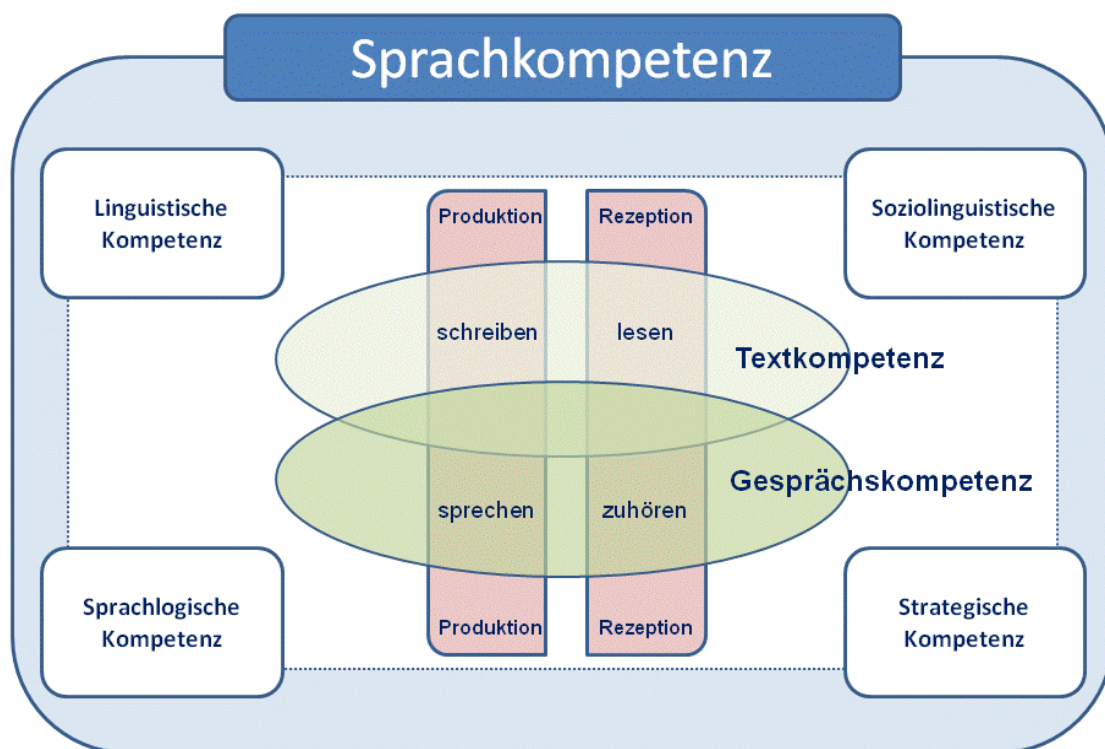 Sprachkompetenz
Linguistische
Kompetenz
Soziolinguistische
Kompetenz
Produktion
Rezeption
schreiben
lesen
Textkompetenz
Gesprächskompetenz
sprechen
zuhören
Sprachlogische
Kompetenz
Strategische
Kompetenz
Produktion
Rezeption